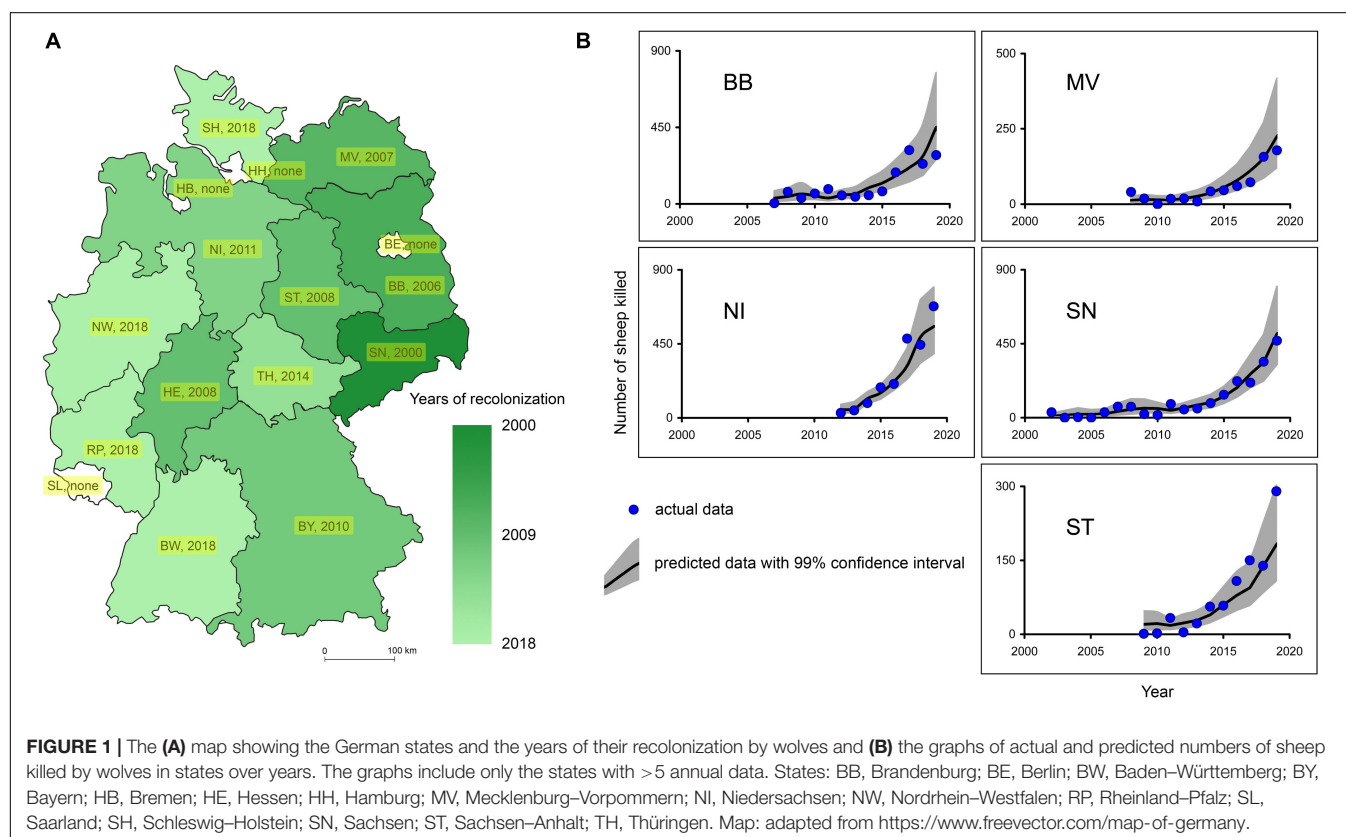 A
SH, 2018
MV, 2007
HH, none
HB, none
BE, none
NI, 2011
BB, 2006
ST, 2008
NW, 2018
SN, 2000
TH, 2014
HE, 2008
RP, 2018
SL, none
BY, 2010
BW, 2018
Years of recolonization
2000
2009
2018
0 100 km
B
Number of sheep killed
BB
900
450
0
2000 2005 2010 2015 2020
MV
500
250
0
2000 2005 2010 2015 2020
NI
900
450
0
2000 2005 2010 2015 2020
SN
900
450
0
2000 2005 2010 2015 2020
actual data
predicted data with 99% confidence interval
ST
300
150
0
2000 2005 2010 2015 2020
Year
FIGURE 1 | The (A) map showing the German states and the years of their recolonization by wolves and (B) the graphs of actual and predicted numbers of sheep
killed by wolves in states over years. The graphs include only the states with >5 annual data. States: BB, Brandenburg; BE, Berlin; BW, Baden–Württemberg; BY,
Bayern; HB, Bremen; HE, Hessen; HH, Hamburg; MV, Mecklenburg–Vorpommern; NI, Niedersachsen; NW, Nordrhein–Westfalen; RP, Rheinland–Pfalz; SL,
Saarland; SH, Schleswig–Holstein; SN, Sachsen; ST, Sachsen–Anhalt; TH, Thüringen. Map: adapted from https://www.freevector.com/map-of-germany.